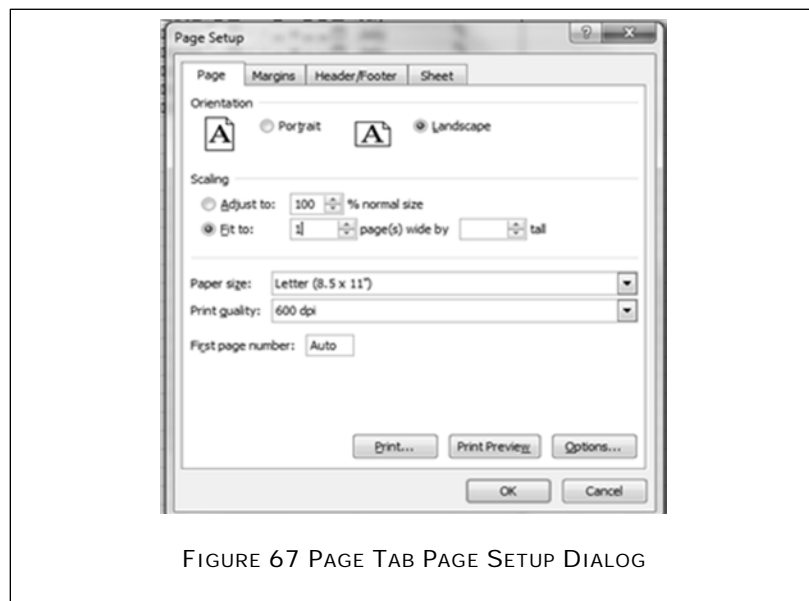 Page Setup
Page Margins Header/Footer Sheet
Orientation
A Portrait A Landscape
Scaling
Adjust to: 100 % normal size
Fit to: 1 page(s) wide by tall
Paper size: Letter (8.5 x 11")
Print quality: 600 dpi
First page number: Auto
Print... Print Preview Options...
OK Cancel
FIGURE 67 PAGE TAB PAGE SETUP DIALOG